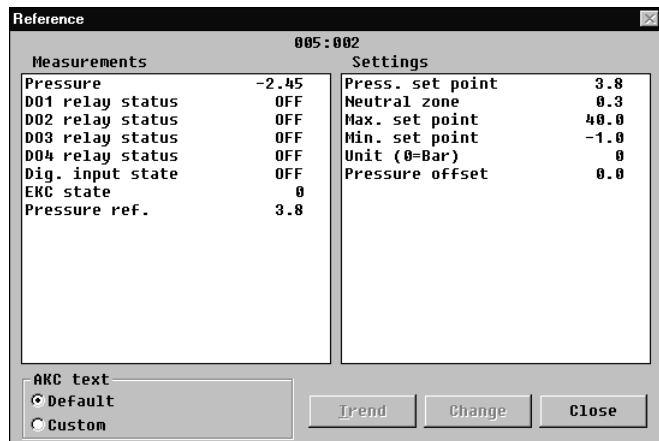 Reference
005:002
Measurements Settings
Pressure -2.45 Press. set point 3.8
DO1 relay status OFF Neutral zone 0.3
DO2 relay status OFF Max. set point 40.0
DO3 relay status OFF Min. set point -1.0
DO4 relay status OFF Unit (0=Bar) 0
Dig. input state OFF Pressure offset 0.0
EKC state 0
Pressure ref. 3.8
AKC text
Default
Custom
Trend Change Close